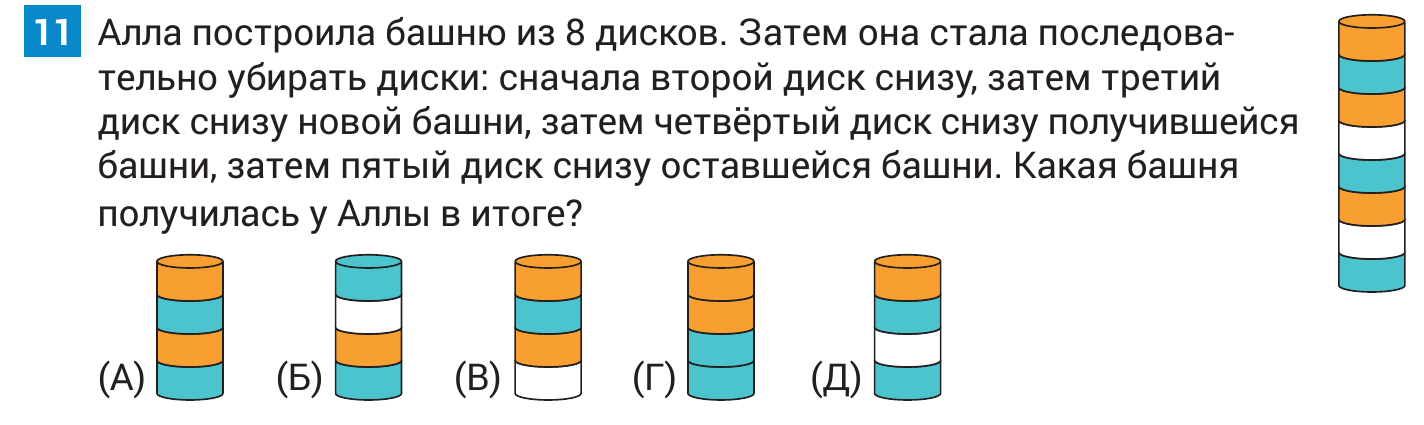 11 Алла построила башню из 8 дисков. Затем она стала последова-
тельно убирать диски: сначала второй диск снизу, затем третий
диск снизу новой башни, затем четвёртый диск снизу получившейся
башни, затем пятый диск снизу оставшейся башни. Какая башня
получилась у Аллы в итоге?
(А) (Б) (В) (Г) (Д)